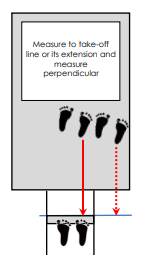 Measure to take-off
line or its extension and
measure
perpendicular